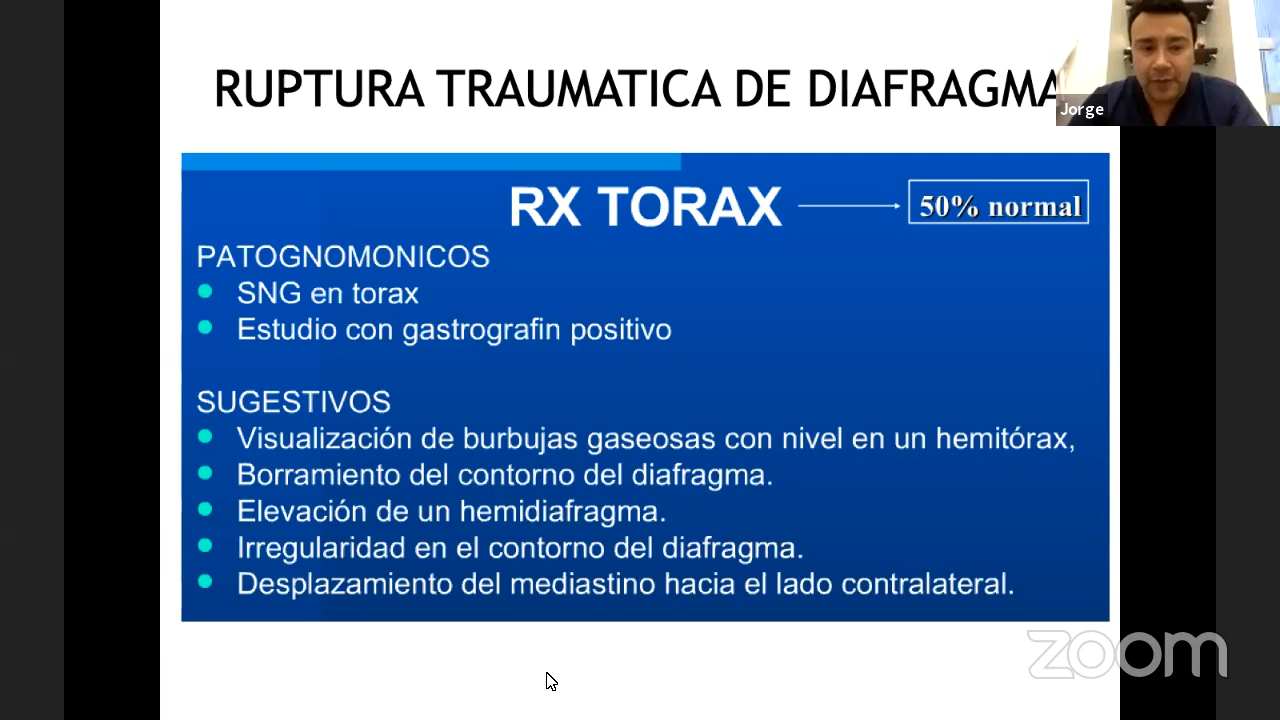 RUPTURA TRAUMATICA DE DIAFRAGMA
Jorge
RX TORAX
50% normal
PATOGNOMONICOS
SNG en torax
Estudio con gastrografin positivo
SUGESTIVOS
Visualización de burbujas gaseosas con nivel en un hemitórax,
Borramiento del contorno del diafragma.
Elevación de un hemidiafragma.
Irregularidad en el contorno del diafragma.
Desplazamiento del mediastino hacia el lado contralateral.
zoom